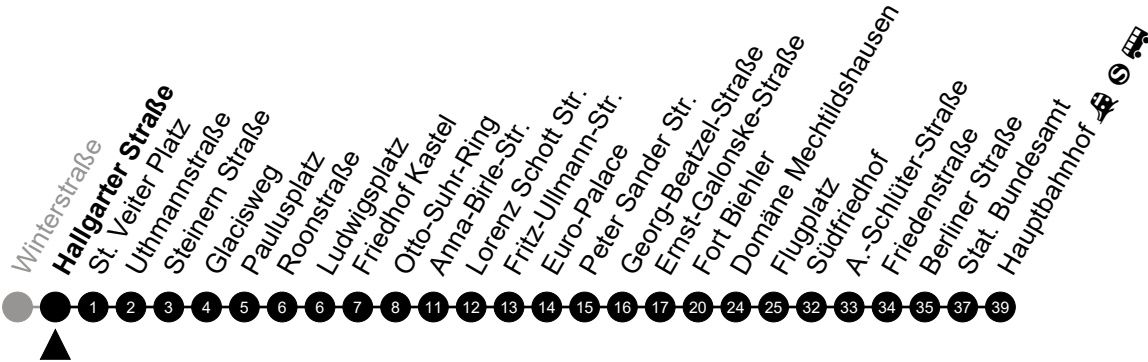 Winterstraße
Hallgarter Straße
St. Veiter Platz
Uthmannstraße
Steinern Straße
Glacisweg
Paulusplatz
Roonstraße
Ludwigsplatz
Friedhof Kastel
Otto-Suhr-Ring
Anna-Birle-Str.
Lorenz Schott Str.
Fritz-Ullmann-Str.
Euro-Palace
Peter Sander Str.
Georg-Beatzel-Straße
Ernst-Galonske-Straße
Fort Biehler
Domäne Mechtildshausen
Flugplatz
Südfriedhof
A.-Schlüter-Straße
Friedenstraße
Berliner Straße
Stat. Bundesamt
Hauptbahnhof S
1 2 3 4 5 6 6 7 8 11 12 13 14 15 16 17 20 24 25 32 33 34 35 37 39